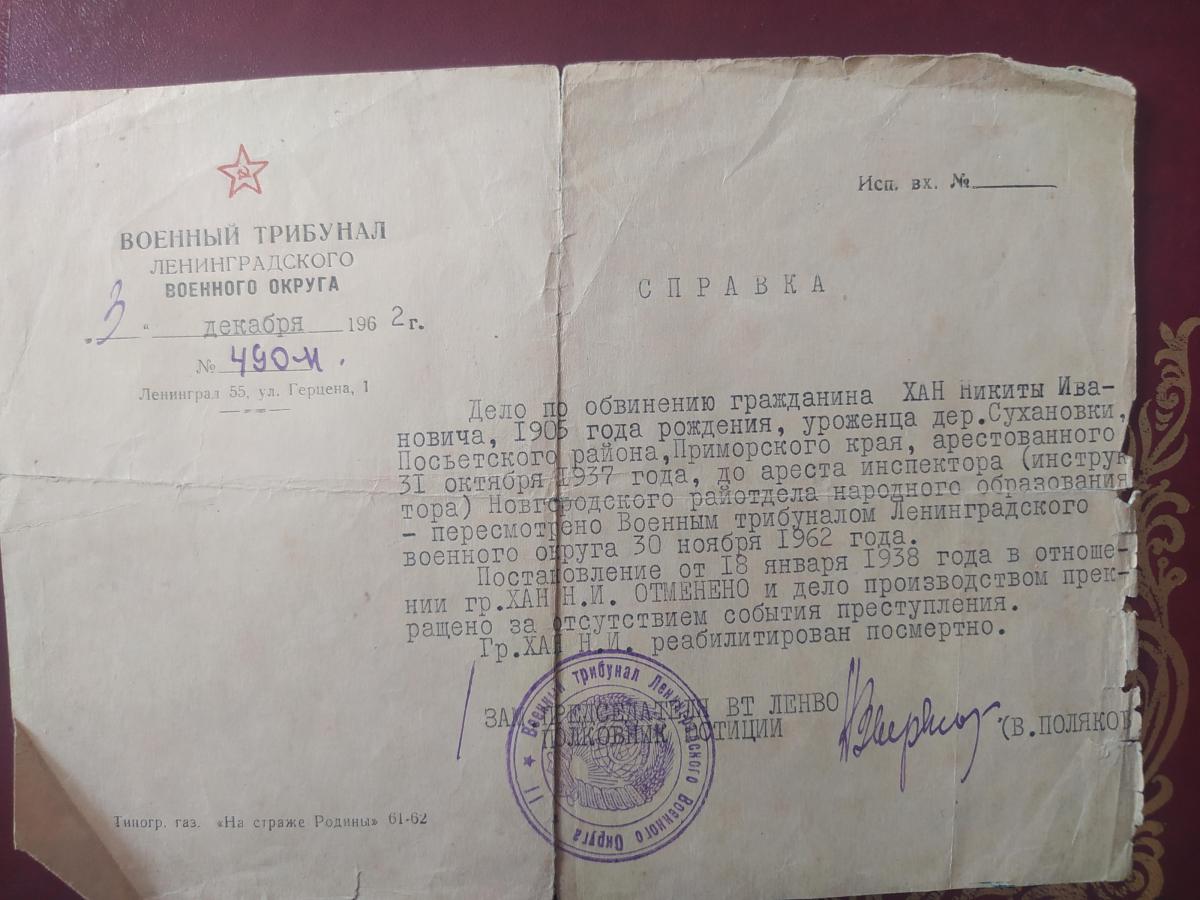 ВОЕННЫЙ ТРИБУНАЛ
ЛЕНИНГРАДСКОГО
ВОЕННОГО ОКРУГА
„ 3 “ декабря 1962 г.
№ 490-н.
Ленинград 55, ул. Герцена, 1
Исп. вх. №
СПРАВКА
Дело по обвинению гражданина ХАН Никиты Ива-
новича, 1905 года рождения, уроженца дер.Сухановки,
Посьетского района,Приморского края, арестованного
31 октября 1937 года, до ареста инспектора (инструк
тора) Новгородского райотдела народного образования
- пересмотрено Военным трибуналом Ленинградского
военного округа 30 ноября 1962 года.
Постановление от 18 января 1938 года в отноше-
нии гр.ХАН Н.И. ОТМЕНЕНО и дело производством прек-
ращено за отсутствием события преступления.
Гр.ХАН Н.И. реабилитирован посмертно.
ЗАМ ПРЕДСЕДАТЕЛЯ ВТ ЛЕНВО
ПОЛКОВНИК ЮСТИЦИИ
(В.ПОЛЯКОВ
II ★ Военный трибунал Ленинградского Военного Округа
Типогр. газ. «На страже Родины» 61-62